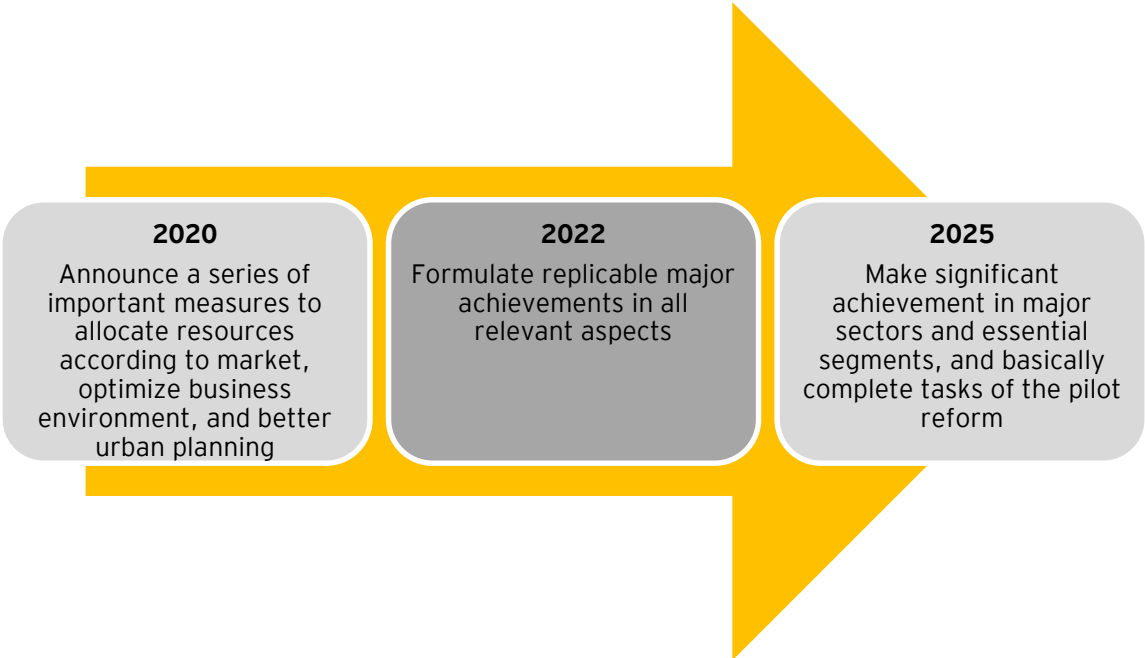 2020
Announce a series of
important measures to
allocate resources
according to market,
optimize business
environment, and better
urban planning
2022
Formulate replicable major
achievements in all
relevant aspects
2025
Make significant
achievement in major
sectors and essential
segments, and basically
complete tasks of the pilot
reform